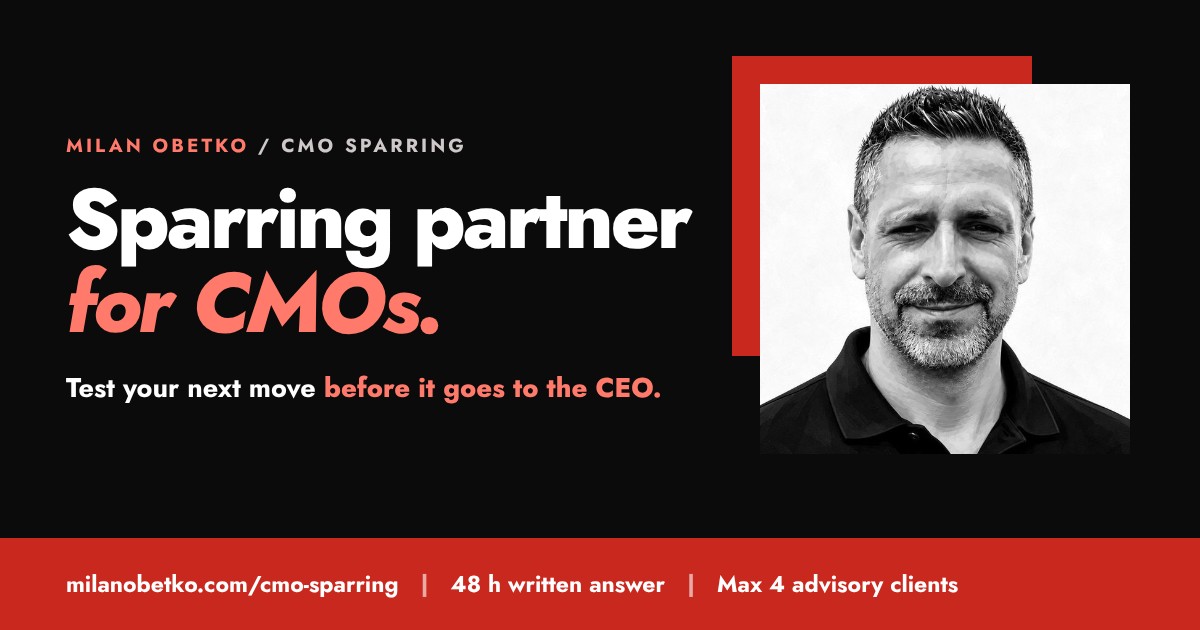 MILAN OBETKO / CMO SPARRING
Sparring partner
for CMOs.
Test your next move before it goes to the CEO.
milanobetko.com/cmo-sparring | 48 h written answer | Max 4 advisory clients